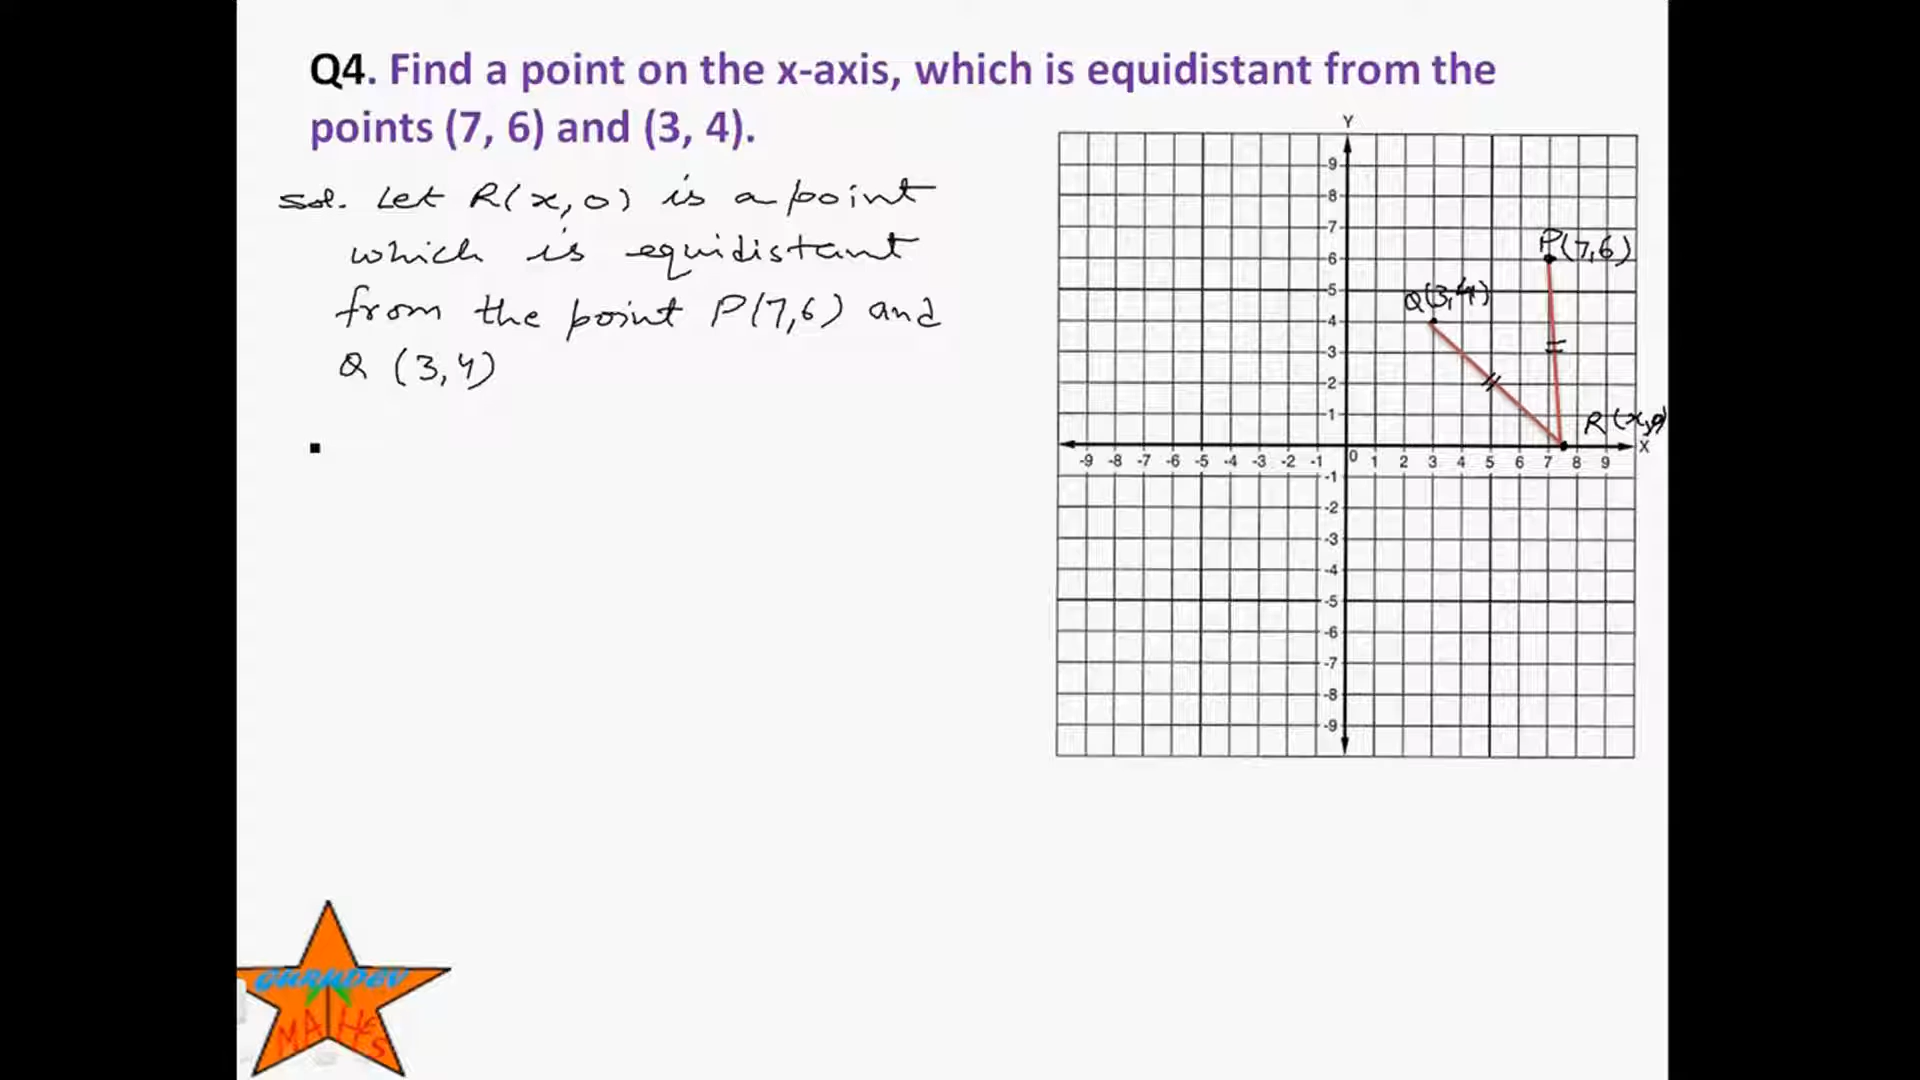 Q4. Find a point on the x-axis, which is equidistant from the
points (7, 6) and (3, 4).
Sol. Let R(x,0) is a point
which is equidistant
from the point P(7,6) and
Q (3,4)
Y
9
8
7
P(7,6)
6
5
Q(3,4)
4
3
2
1
R(x,0)
X
-9 -8 -7 -6 -5 -4 -3 -2 -1 0 1 2 3 4 5 6 7 8 9
-1
-2
-3
-4
-5
-6
-7
-8
-9
GURUDEV
MATHS